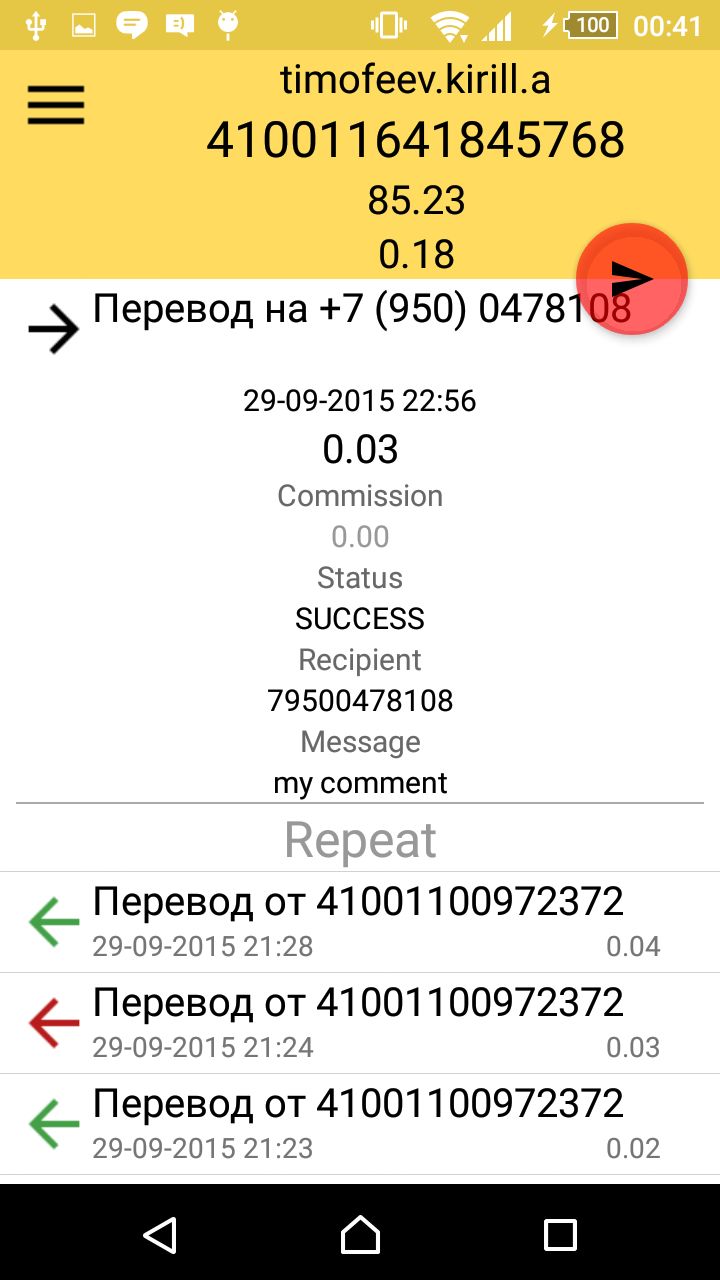 100 00:41
timofeev.kirill.a
410011641845768
85.23
0.18
Перевод на +7 (950) 0478108
29-09-2015 22:56
0.03
Commission
0.00
Status
SUCCESS
Recipient
79500478108
Message
my comment
Repeat
Перевод от 41001100972372
29-09-2015 21:28 0.04
Перевод от 41001100972372
29-09-2015 21:24 0.03
Перевод от 41001100972372
29-09-2015 21:23 0.02